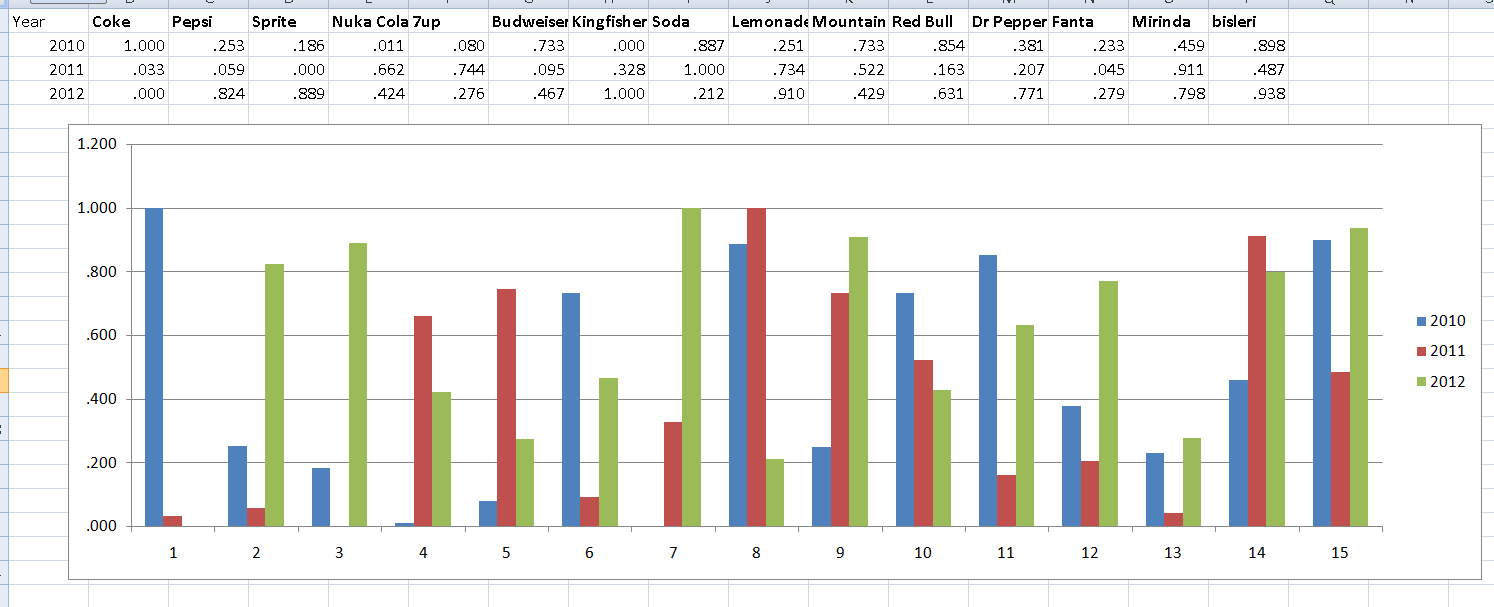 Year Coke Pepsi Sprite Nuka Cola 7up Budweiser Kingfisher Soda Lemonade Mountain Red Bull Dr Pepper Fanta Mirinda bisleri
2010 1.000 .253 .186 .011 .080 .733 .000 .887 .251 .733 .854 .381 .233 .459 .898
2011 .033 .059 .000 .662 .744 .095 .328 1.000 .734 .522 .163 .207 .045 .911 .487
2012 .000 .824 .889 .424 .276 .467 1.000 .212 .910 .429 .631 .771 .279 .798 .938
1.200
1.000
.800
.600
.400
.200
.000
1 2 3 4 5 6 7 8 9 10 11 12 13 14 15
2010
2011
2012